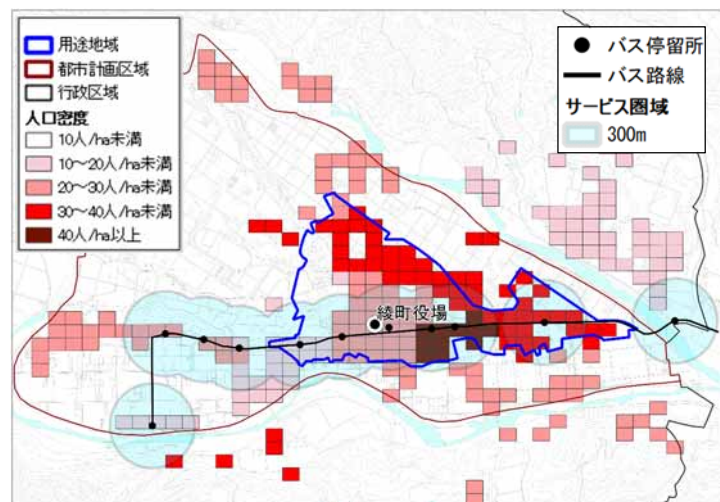 用途地域
都市計画区域
行政区域
人口密度
10人/ha未満
10～20人/ha未満
20～30人/ha未満
30～40人/ha未満
40人/ha以上
バス停留所
バス路線
サービス圏域
300m
綾町役場